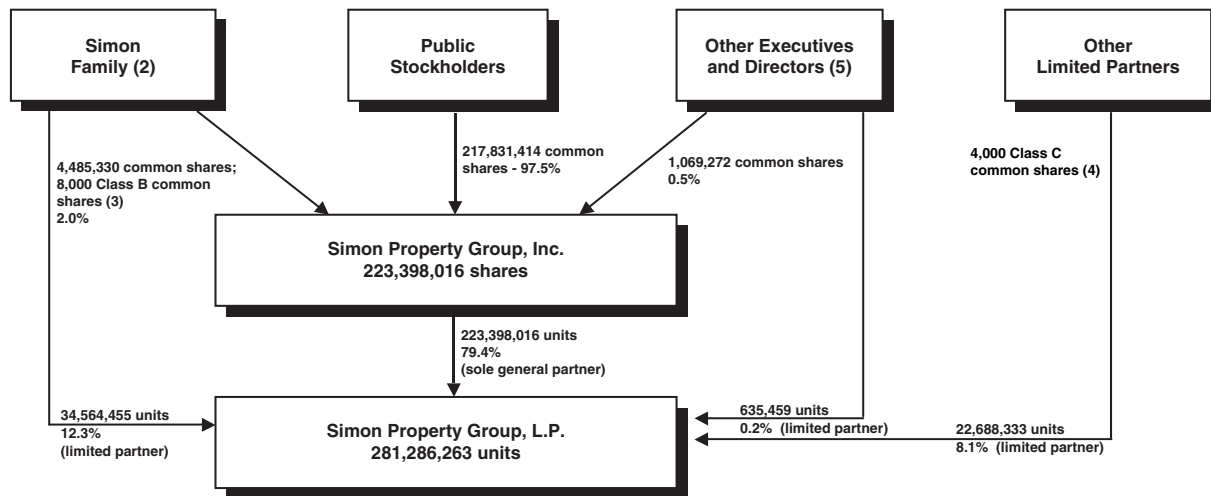 Simon
Family (2)
Public
Stockholders
Other Executives
and Directors (5)
Other
Limited Partners
4,485,330 common shares;
8,000 Class B common
shares (3)
2.0%
217,831,414 common
shares - 97.5%
1,069,272 common shares
0.5%
4,000 Class C
common shares (4)
Simon Property Group, Inc.
223,398,016 shares
223,398,016 units
79.4%
(sole general partner)
34,564,455 units
12.3%
(limited partner)
Simon Property Group, L.P.
281,286,263 units
635,459 units
0.2% (limited partner)
22,688,333 units
8.1% (limited partner)